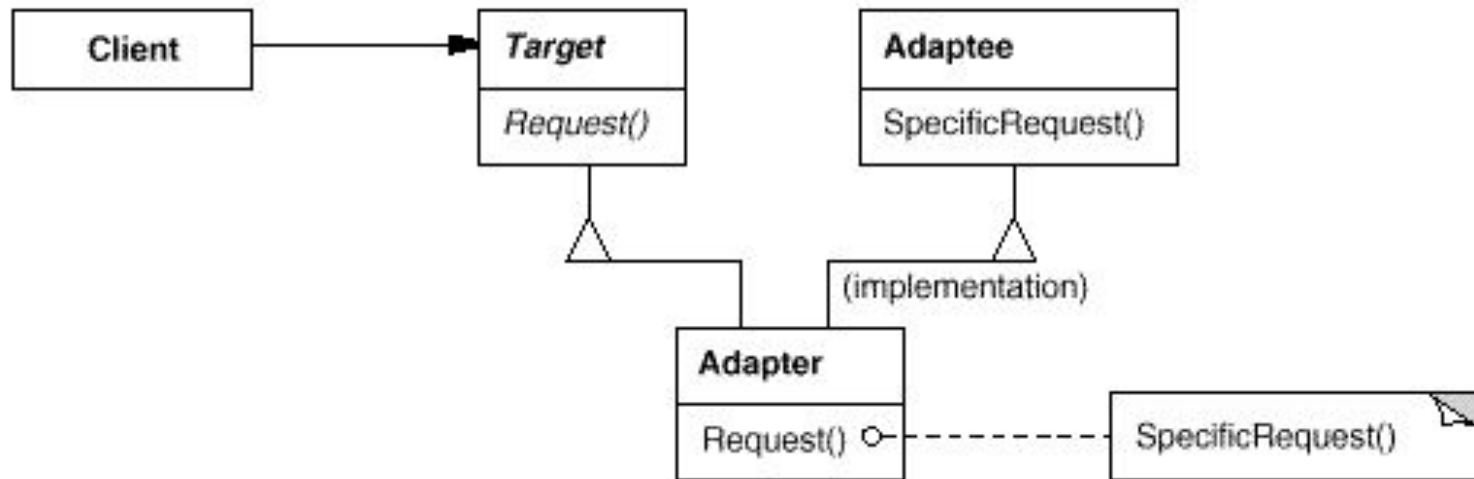 Client
Target
Request()
Adaptee
SpecificRequest()
(implementation)
Adapter
Request()
SpecificRequest()